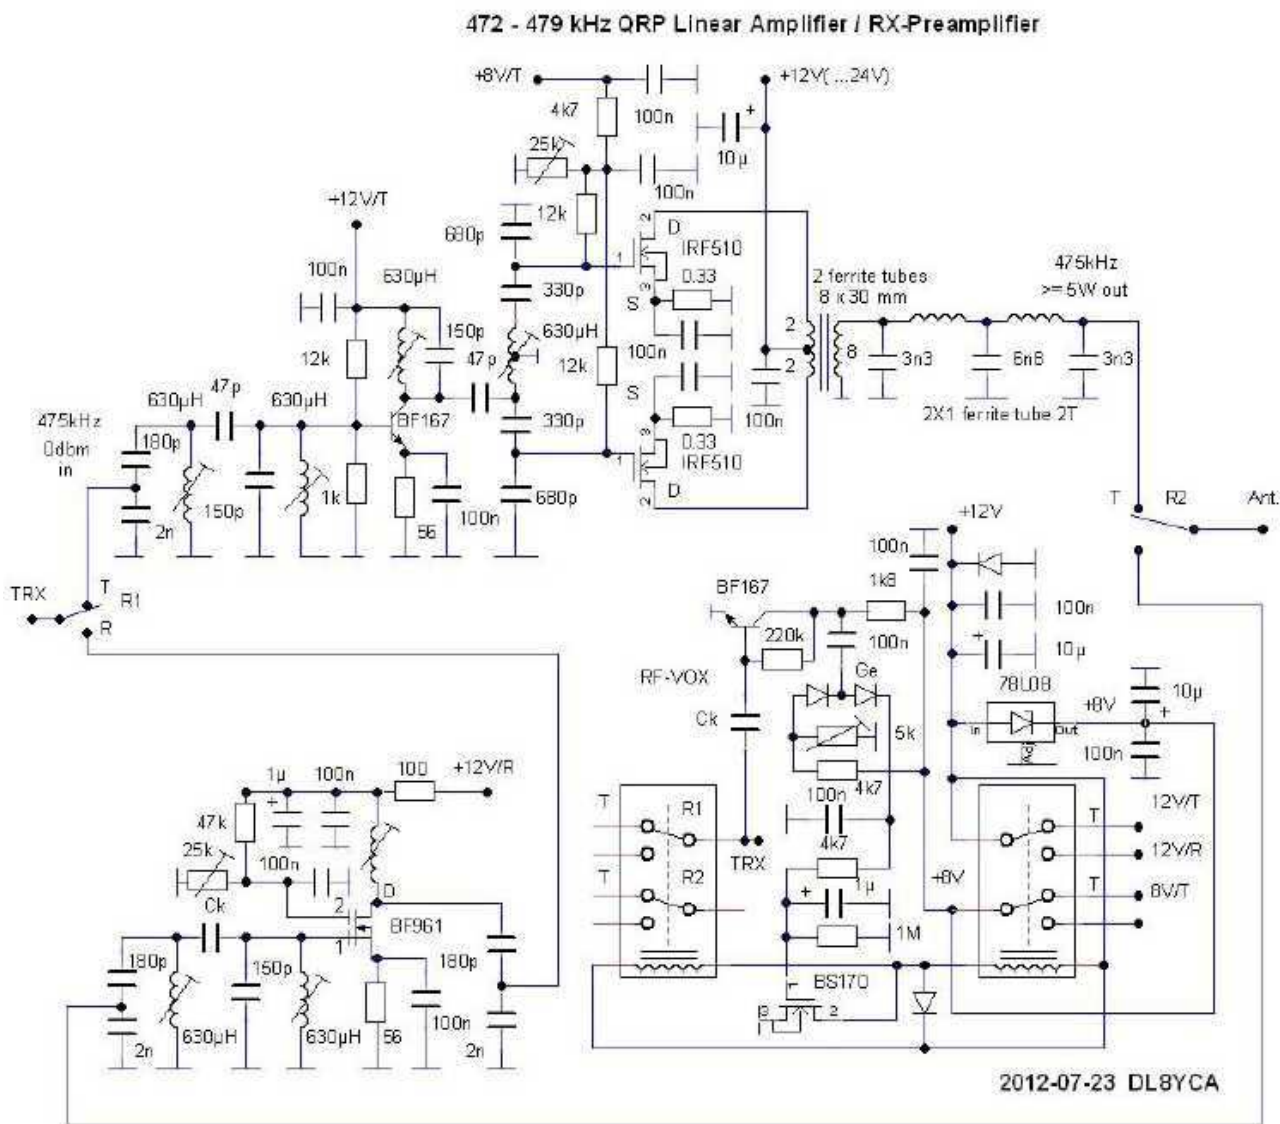 472 - 479 kHz QRP Linear Amplifier / RX-Preamplifier
+8V/T
+12V( ...24V)
4k7
100n
25k
+
10µ
100n
+12V/T
12k
680p
2
D
IRF510
1
3
0.33
S
100n
630µH
330p
2 ferrite tubes
8 x 30 mm
475kHz
>= 5W out
150p
630µH
100n
2
2
8
3n3
6n8
3n3
12k
47p
12k
S
47p
630µH
630µH
BF167
330p
100n
2X1 ferrite tube 2T
475kHz
0dbm
in
180p
3
0.33
IRF510
1
D
2
680p
2n
150p
1k
56
100n
T
R2
Ant.
+12V
100n
TRX
T
R1
R
BF167
1k8
100n
220k
100n
+
10µ
RF-VOX
Ge
78L08
+8V
10µ
Ck
5k
In
Out
+
100n
4k7
1µ
100n
100
+12V/R
+
47k
100n
T
R1
T
12V/T
25k
100n
4k7
TRX
12V/R
T
R2
1µ
+8V
T
8V/T
D
2
BF961
1
Ck
+
1M
180p
150p
180p
1
BS170
3
2
2n
630µH
630µH
56
100n
2n
2012-07-23 DL8YCA